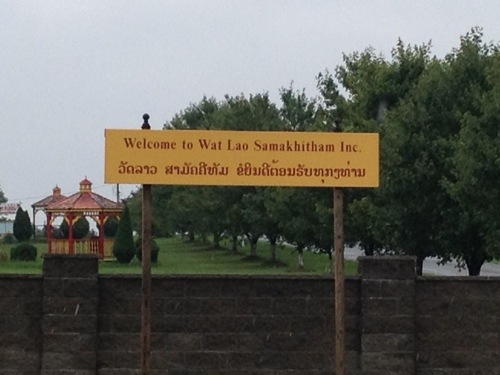 Welcome to Wat Lao Samakhitham Inc.
ວັດລາວ ສາມັກຄີທັມ ຂໍຍິນດີຕ້ອນຮັບທຸກໆທ່ານ